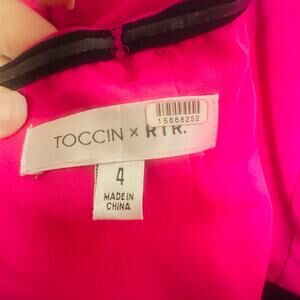 15886252
TOCCIN × RTR.
4
MADE IN
CHINA